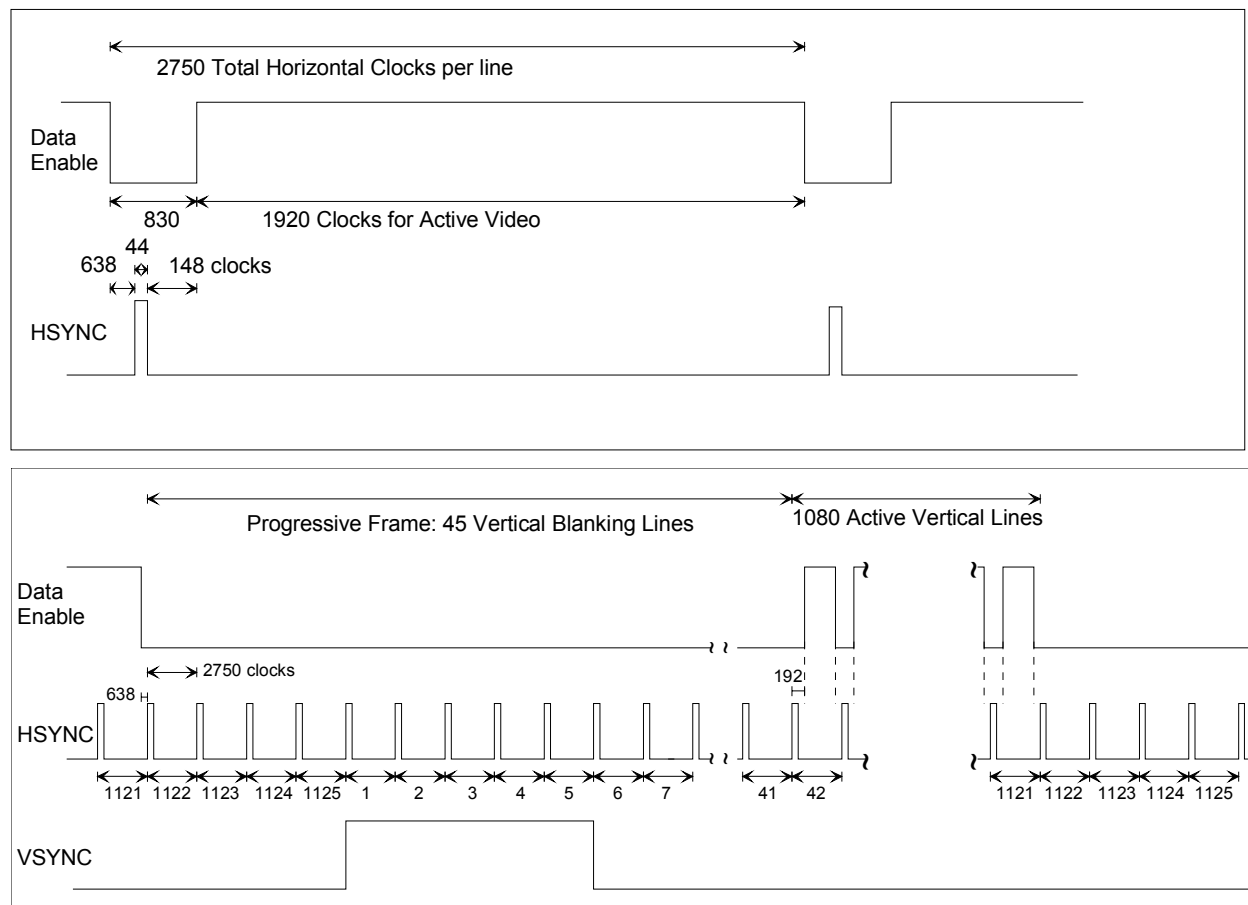 2750 Total Horizontal Clocks per line
Data
Enable
830
1920 Clocks for Active Video
44
638
148 clocks
HSYNC
Progressive Frame: 45 Vertical Blanking Lines
1080 Active Vertical Lines
Data
Enable
2750 clocks
638
192
HSYNC
1121 1122 1123 1124 1125 1 2 3 4 5 6 7 41 42 1121 1122 1123 1124 1125
VSYNC